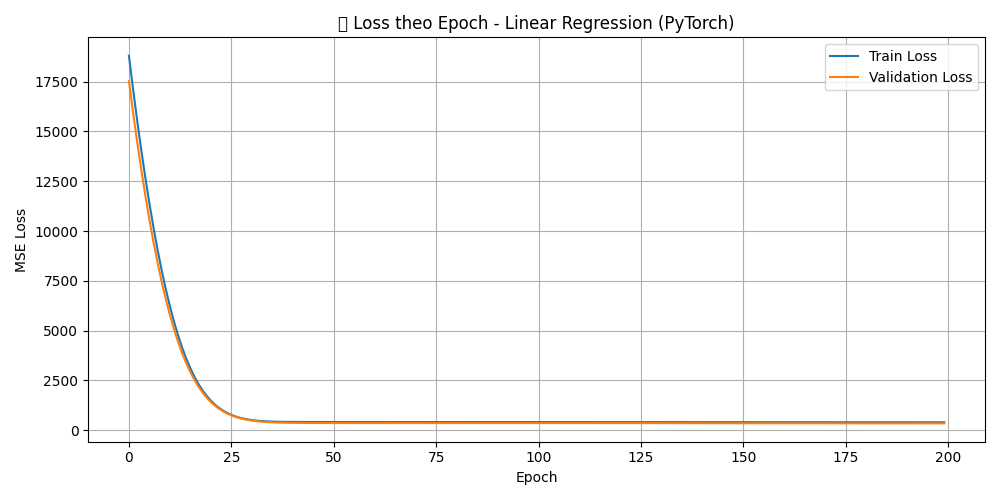 Loss theo Epoch - Linear Regression (PyTorch)
Train Loss
Validation Loss
MSE Loss
17500
15000
12500
10000
7500
5000
2500
0
0 25 50 75 100 125 150 175 200
Epoch